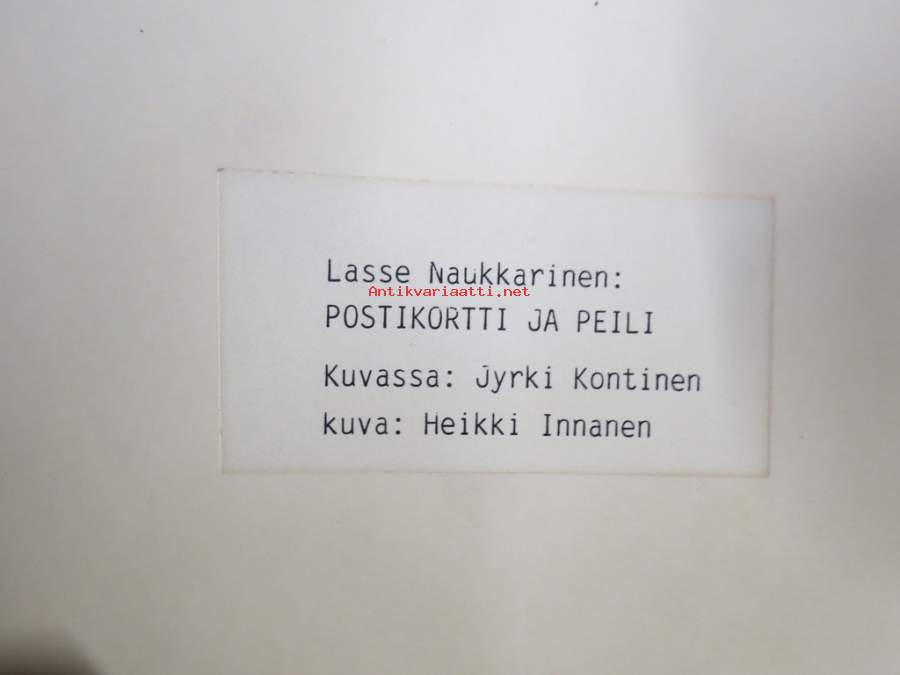 Lasse Naukkarinen:
Antikvariaatti.net
POSTIKORTTI JA PEILI
Kuvassa: Jyrki Kontinen
kuva: Heikki Innanen